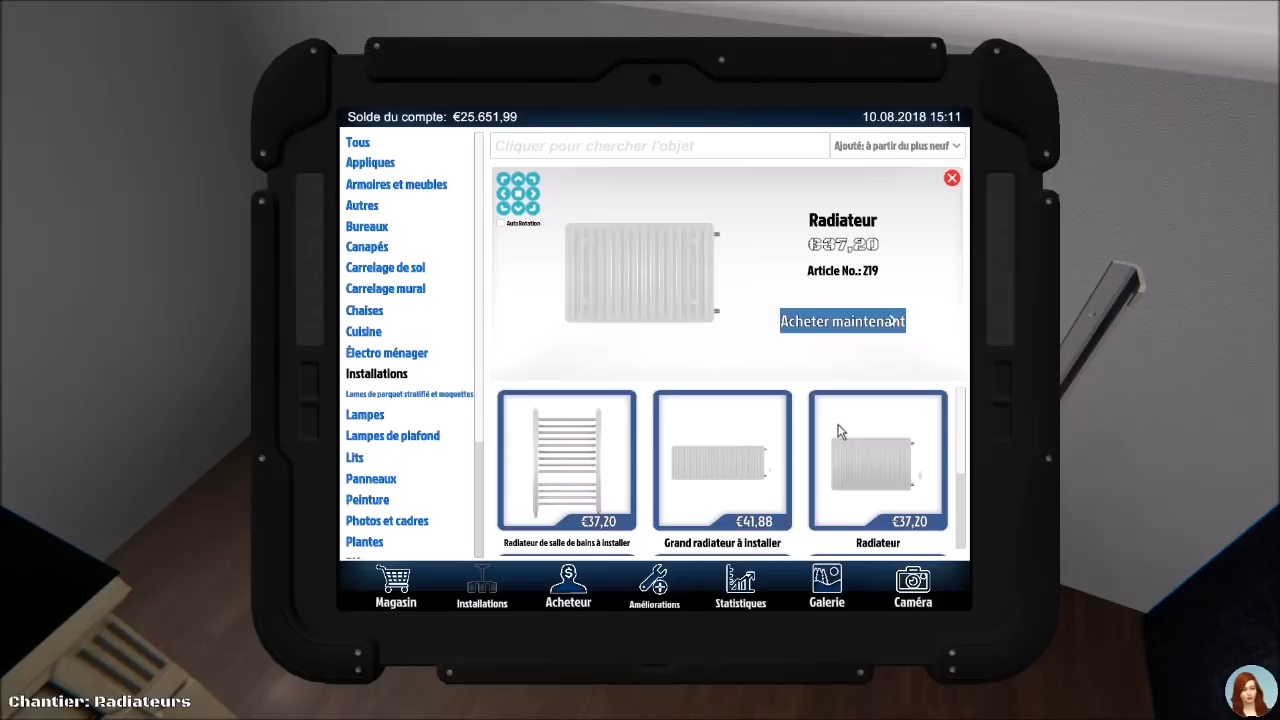 Solde du compte: €25.651,99
10.08.2018 15:11
Cliquer pour chercher l'objet
Ajouté: à partir du plus neuf
Tous
Appliques
Armoires et meubles
Autres
Bureaux
Canapés
Carrelage de sol
Carrelage mural
Chaises
Cuisine
Électro ménager
Installations
Lames de parquet stratifié et moquettes
Lampes
Lampes de plafond
Lits
Panneaux
Peinture
Photos et cadres
Plantes
Auto Rotation
Radiateur
€37,20
Article No.: Z19
Acheter maintenant
€37,20
€41,88
€37,20
Radiateur de salle de bains à installer
Grand radiateur à installer
Radiateur
Magasin
Installations
Acheteur
Améliorations
Statistiques
Galerie
Caméra
Chantier: Radiateurs